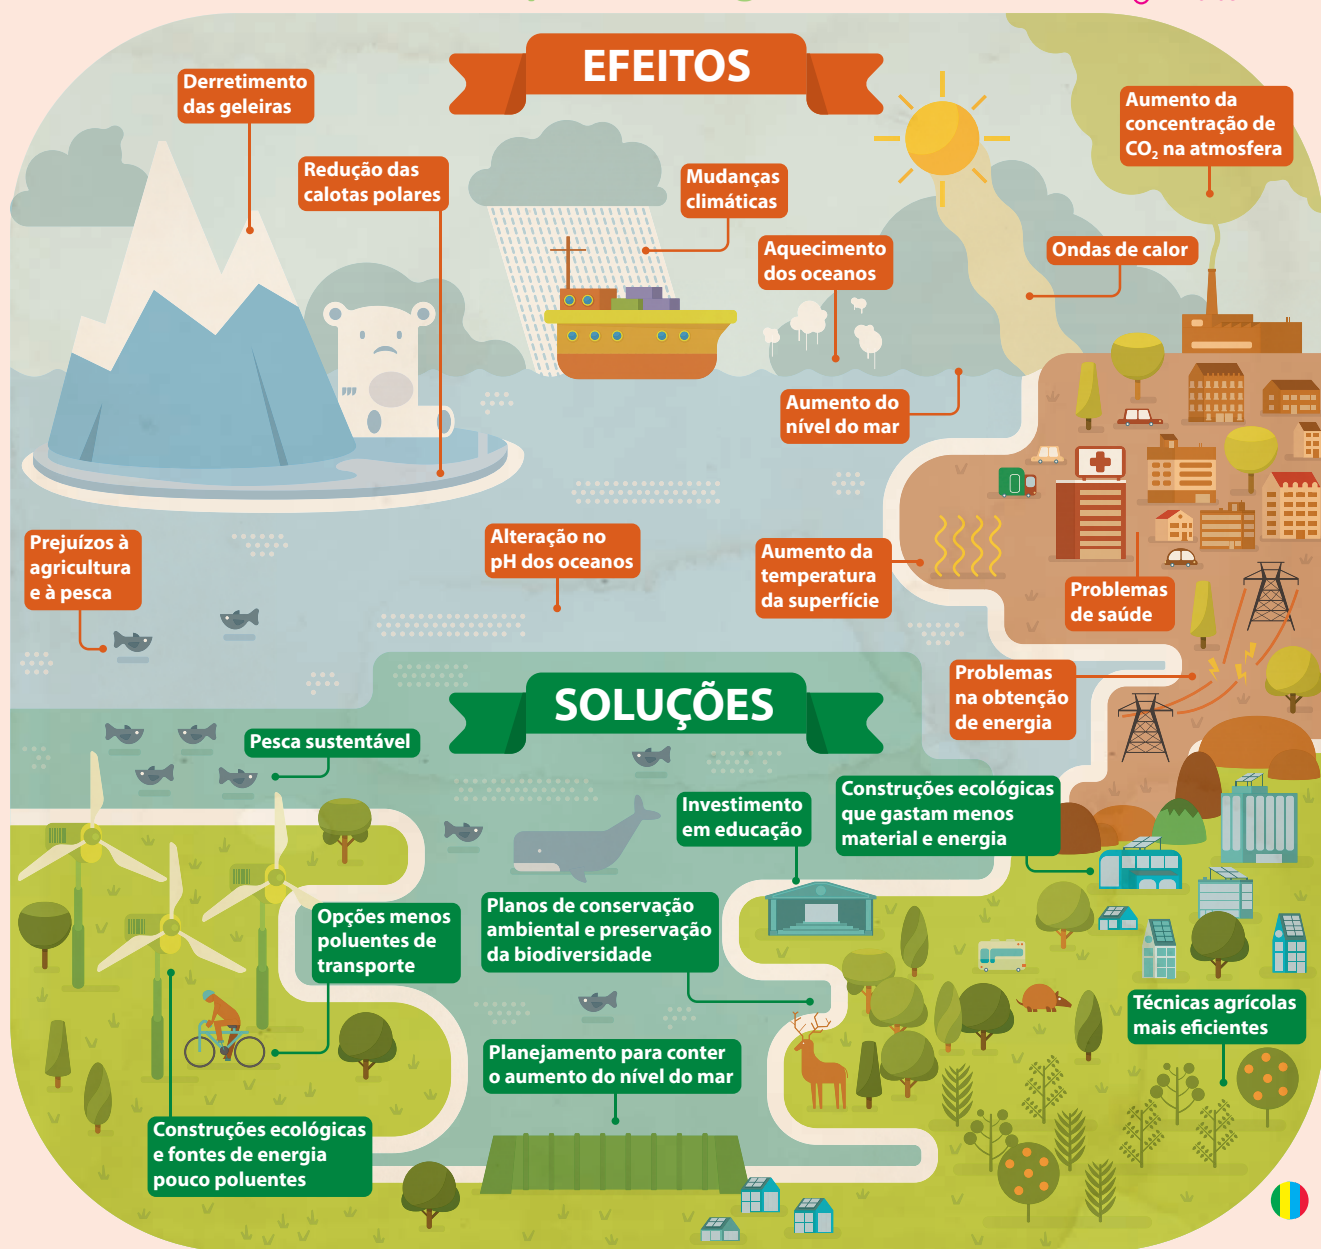 EFEITOS
Derretimento
das geleiras
Redução das
calotas polares
Mudanças
climáticas
Aquecimento
dos oceanos
Aumento da
concentração de
CO₂ na atmosfera
Ondas de calor
Aumento do
nível do mar
Prejuízos à
agricultura
e à pesca
Alteração no
pH dos oceanos
Aumento da
temperatura
da superfície
Problemas
de saúde
Problemas
na obtenção
de energia
SOLUÇÕES
Pesca sustentável
Investimento
em educação
Construções ecológicas
que gastam menos
material e energia
Opções menos
poluentes de
transporte
Planos de conservação
ambiental e preservação
da biodiversidade
Técnicas agrícolas
mais eficientes
Planejamento para conter
o aumento do nível do mar
Construções ecológicas
e fontes de energia
pouco poluentes